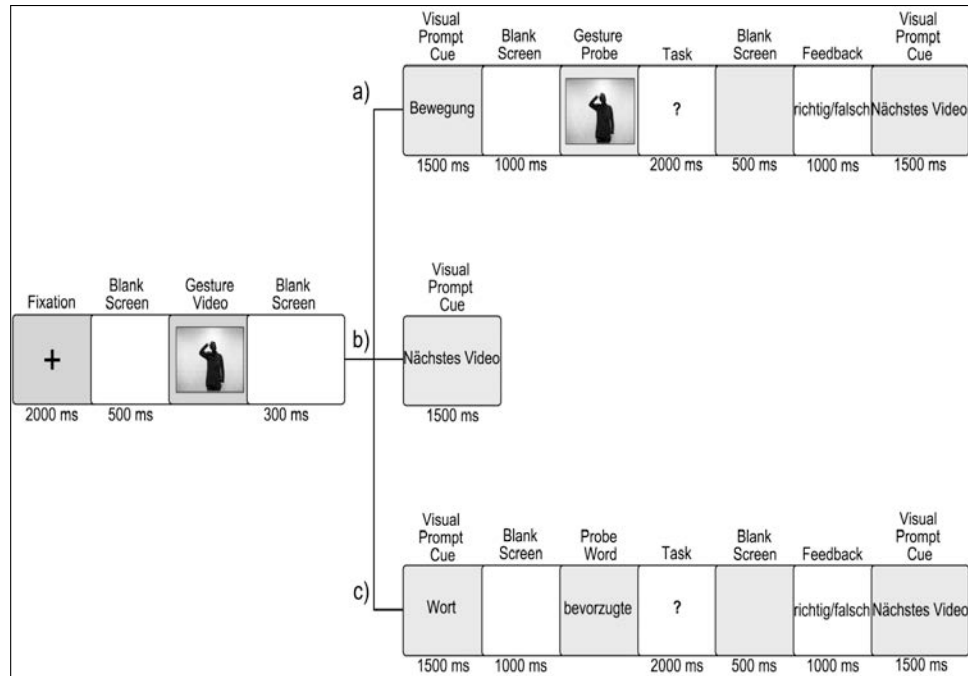 Visual Prompt Cue
Blank Screen
Gesture Probe
Task
Blank Screen
Feedback
Visual Prompt Cue
a)
Bewegung
?
richtig/falsch
Nächstes Video
1500 ms
1000 ms
2000 ms
500 ms
1000 ms
1500 ms
Fixation
Blank Screen
Gesture Video
Blank Screen
+
2000 ms
500 ms
300 ms
b)
Visual Prompt Cue
Nächstes Video
1500 ms
c)
Visual Prompt Cue
Blank Screen
Probe Word
Task
Blank Screen
Feedback
Visual Prompt Cue
Wort
bevorzugte
?
richtig/falsch
Nächstes Video
1500 ms
1000 ms
2000 ms
500 ms
1000 ms
1500 ms